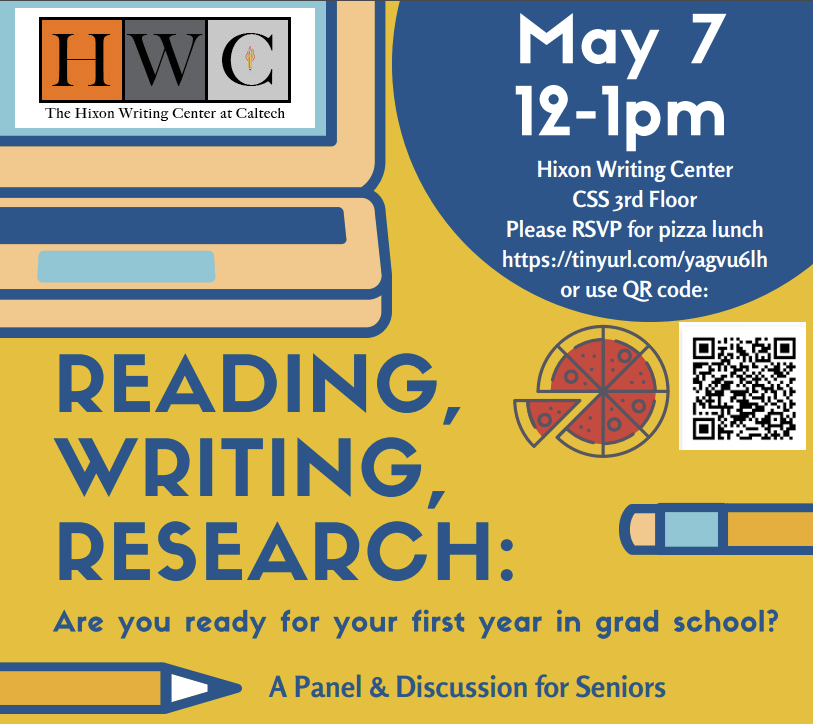 HWC
The Hixon Writing Center at Caltech
May 7
12-1pm
Hixon Writing Center
CSS 3rd Floor
Please RSVP for pizza lunch
https://tinyurl.com/yagvu6lh
or use QR code:
READING,
WRITING,
RESEARCH:
Are you ready for your first year in grad school?
A Panel & Discussion for Seniors